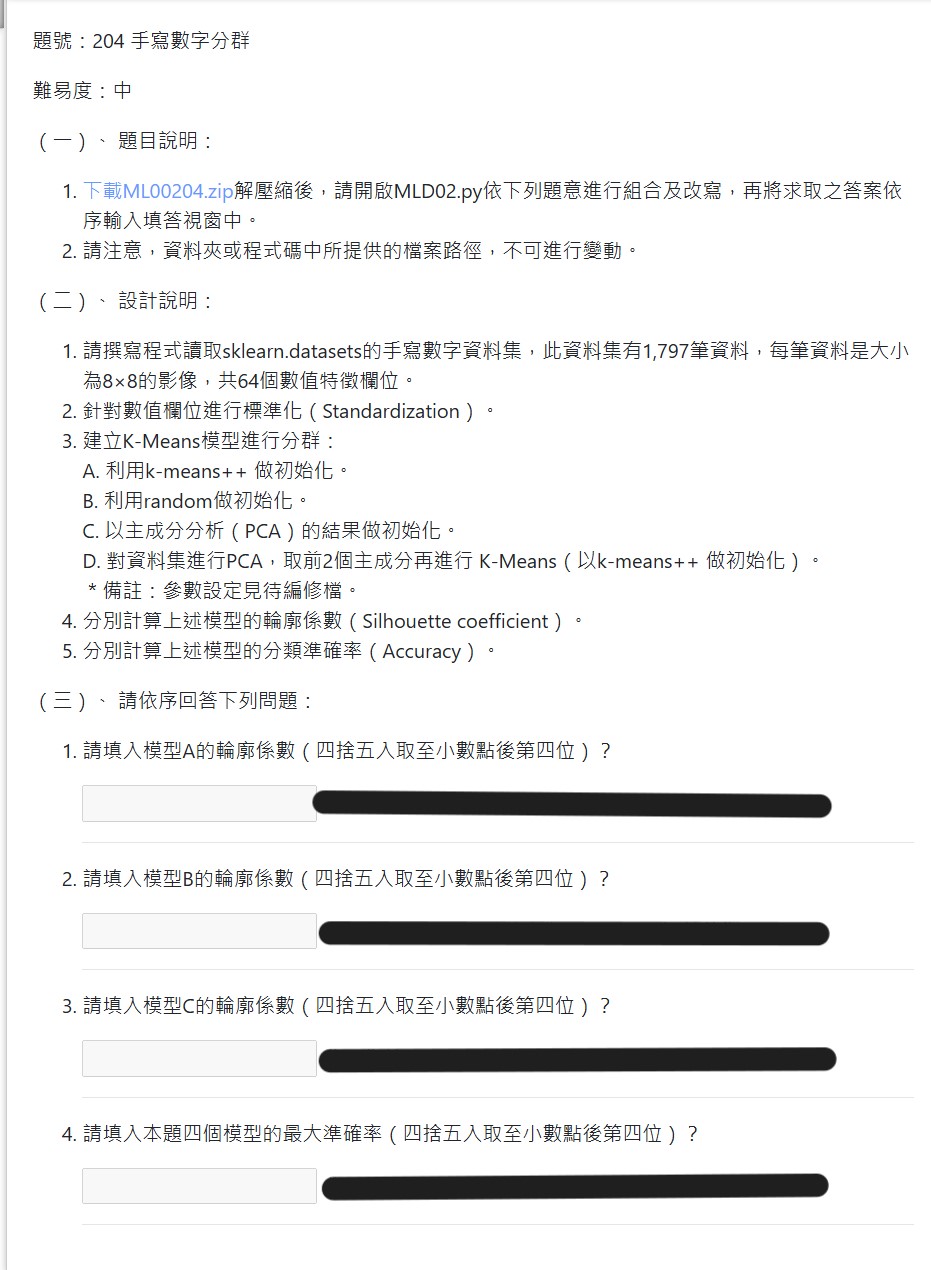 題號：204 手寫數字分群
難易度：中
（一）、 題目說明：
1. 下載ML00204.zip解壓縮後，請開啟MLD02.py依下列題意進行組合及改寫，再將求取之答案依
序輸入填答視窗中。
2. 請注意，資料夾或程式碼中所提供的檔案路徑，不可進行變動。
（二）、 設計說明：
1. 請撰寫程式讀取sklearn.datasets的手寫數字資料集，此資料集有1,797筆資料，每筆資料是大小
為8×8的影像，共64個數值特徵欄位。
2. 針對數值欄位進行標準化（Standardization）。
3. 建立K-Means模型進行分群：
A. 利用k-means++ 做初始化。
B. 利用random做初始化。
C. 以主成分分析（PCA）的結果做初始化。
D. 對資料集進行PCA，取前2個主成分再進行 K-Means（以k-means++ 做初始化）。
* 備註：參數設定見待編修檔。
4. 分別計算上述模型的輪廓係數（Silhouette coefficient）。
5. 分別計算上述模型的分類準確率（Accuracy）。
（三）、 請依序回答下列問題：
1. 請填入模型A的輪廓係數（四捨五入取至小數點後第四位）？
2. 請填入模型B的輪廓係數（四捨五入取至小數點後第四位）？
3. 請填入模型C的輪廓係數（四捨五入取至小數點後第四位）？
4. 請填入本題四個模型的最大準確率（四捨五入取至小數點後第四位）？